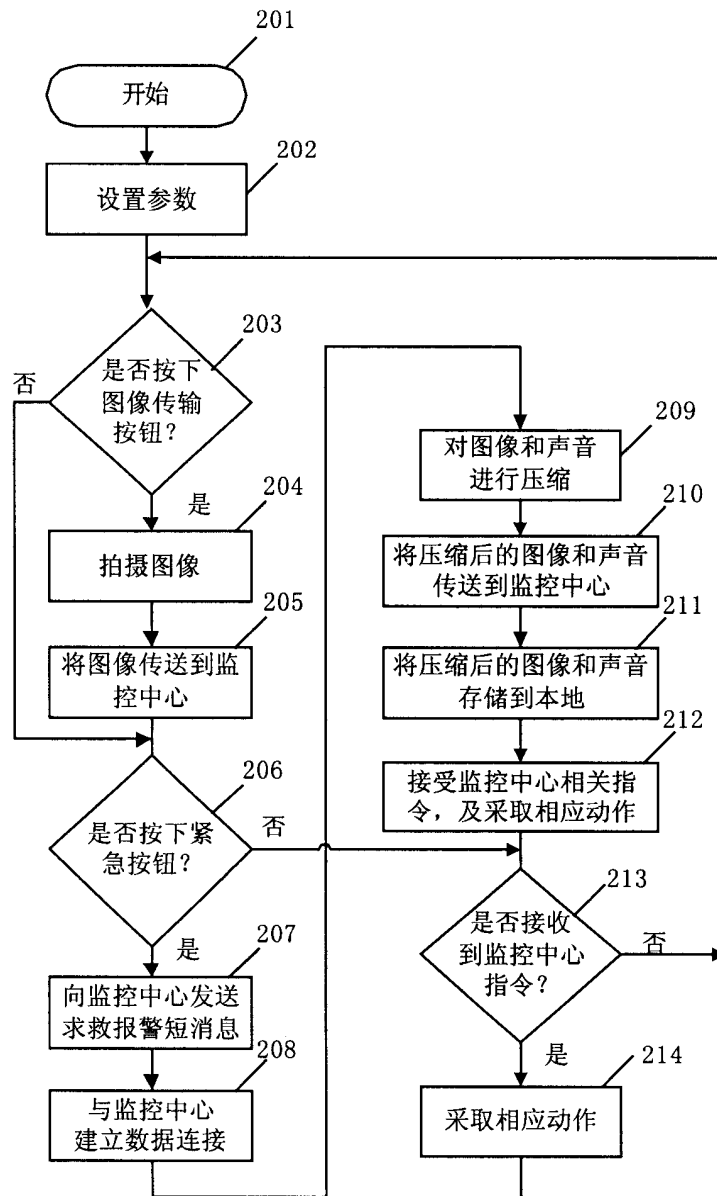 201
开始
202
设置参数
203
是否按下
图像传输
按钮？
否
是
204
拍摄图像
205
将图像传送到监
控中心
206
是否按下紧
急按钮？
否
是
207
向监控中心发送
求救报警短消息
208
与监控中心
建立数据连接
209
对图像和声音
进行压缩
210
将压缩后的图像和声音
传送到监控中心
211
将压缩后的图像和声音
存储到本地
212
接受监控中心相关指
令，及采取相应动作
213
是否接收
到监控中心
指令？
否
是
214
采取相应动作